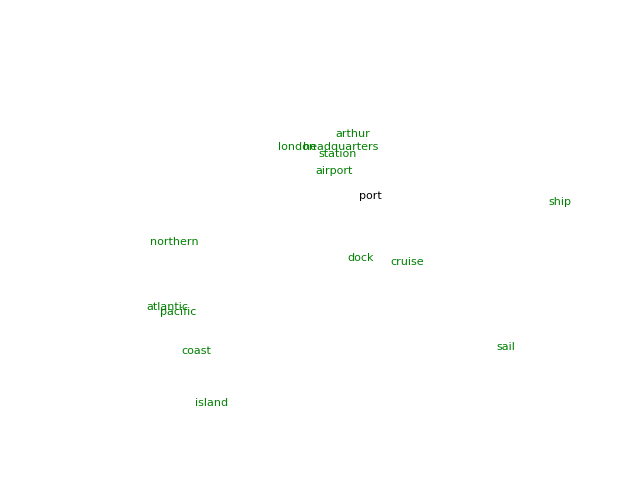 arthur
london headquarters
station
airport
port
ship
northern
dock
cruise
atlantic
pacific
sail
coast
island